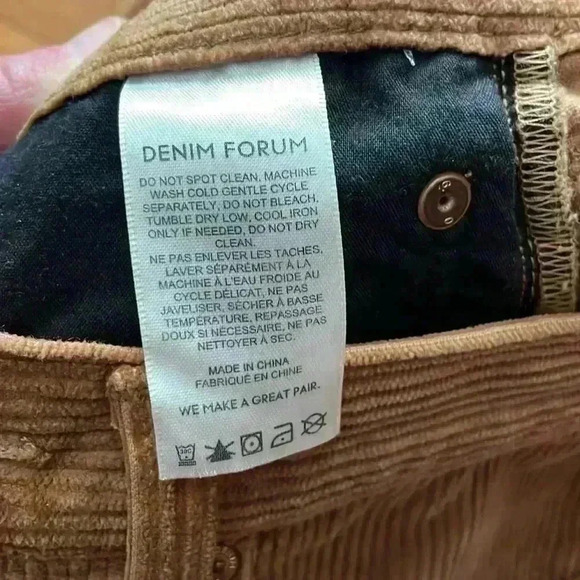 DENIM FORUM
DO NOT SPOT CLEAN, MACHINE
WASH COLD GENTLE CYCLE
SEPARATELY, DO NOT BLEACH.
TUMBLE DRY LOW, COOL IRON
ONLY IF NEEDED, DO NOT DRY
CLEAN.
NE PAS ENLEVER LES TACHES,
LAVER SÉPARÉMENT À LA
MACHINE À L'EAU FROIDE AU
CYCLE DÉLICAT, NE PAS
JAVELISER, SÉCHER À BASSE
TEMPÉRATURE, REPASSAGE
DOUX SI NÉCESSAIRE, NE PAS
NETTOYER À SEC.
MADE IN CHINA
FABRIQUÉ EN CHINE
WE MAKE A GREAT PAIR.